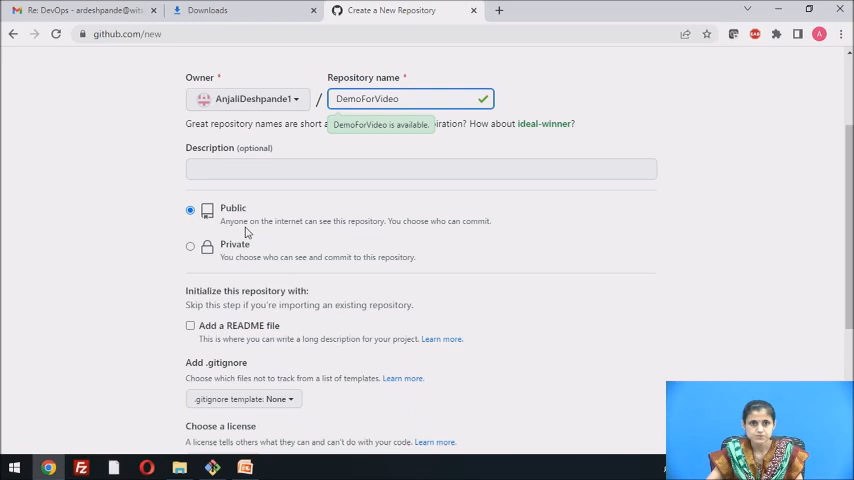 Re: DevOps - ardeshpande@wits
Downloads
Create a New Repository
github.com/new
A
Owner *
Repository name *
AnjaliDeshpande1
/
DemoForVideo
DemoForVideo is available.
Great repository names are short a
iration? How about ideal-winner?
Description (optional)
Public
Anyone on the internet can see this repository. You choose who can commit.
Private
You choose who can see and commit to this repository.
Initialize this repository with:
Skip this step if you're importing an existing repository.
Add a README file
This is where you can write a long description for your project. Learn more.
Add .gitignore
Choose which files not to track from a list of templates. Learn more.
.gitignore template: None
Choose a license
A license tells others what they can and can't do with your code. Learn more.